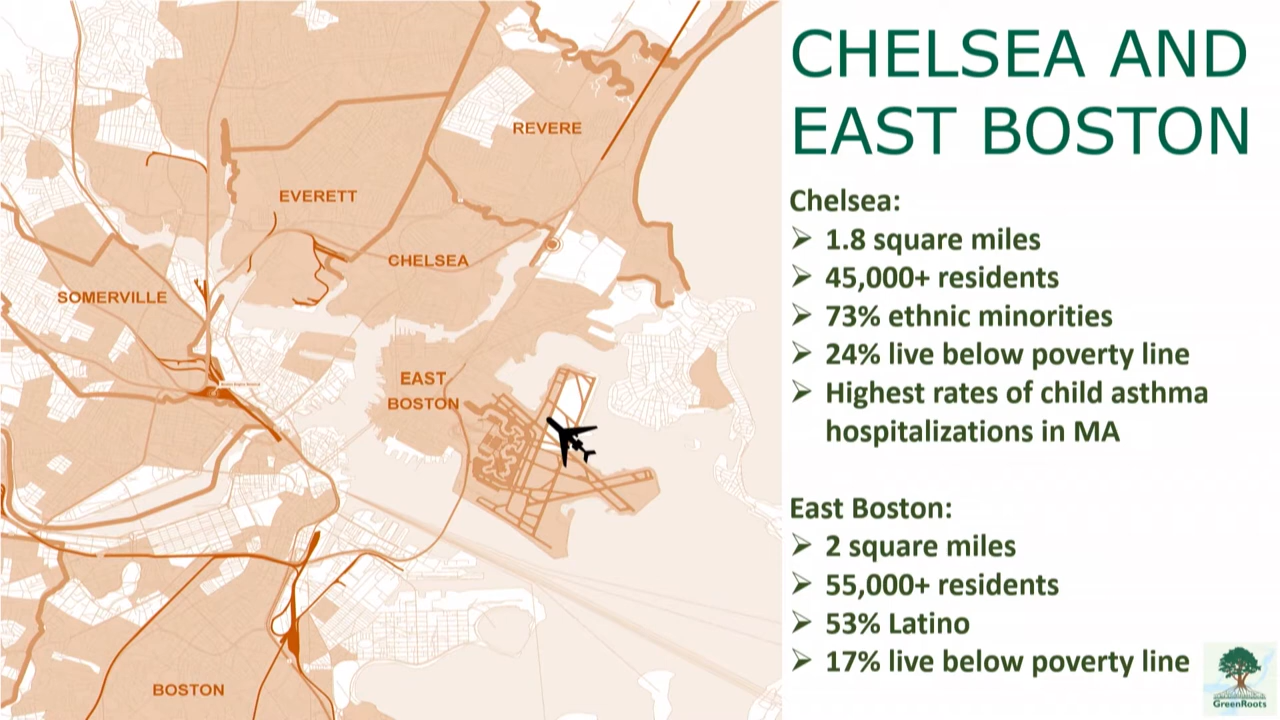 CHELSEA AND
EAST BOSTON
REVERE
EVERETT
CHELSEA
SOMERVILLE
EAST
BOSTON
BOSTON
Chelsea:
➢ 1.8 square miles
➢ 45,000+ residents
➢ 73% ethnic minorities
➢ 24% live below poverty line
➢ Highest rates of child asthma
hospitalizations in MA
East Boston:
➢ 2 square miles
➢ 55,000+ residents
➢ 53% Latino
➢ 17% live below poverty line
GreenRoots